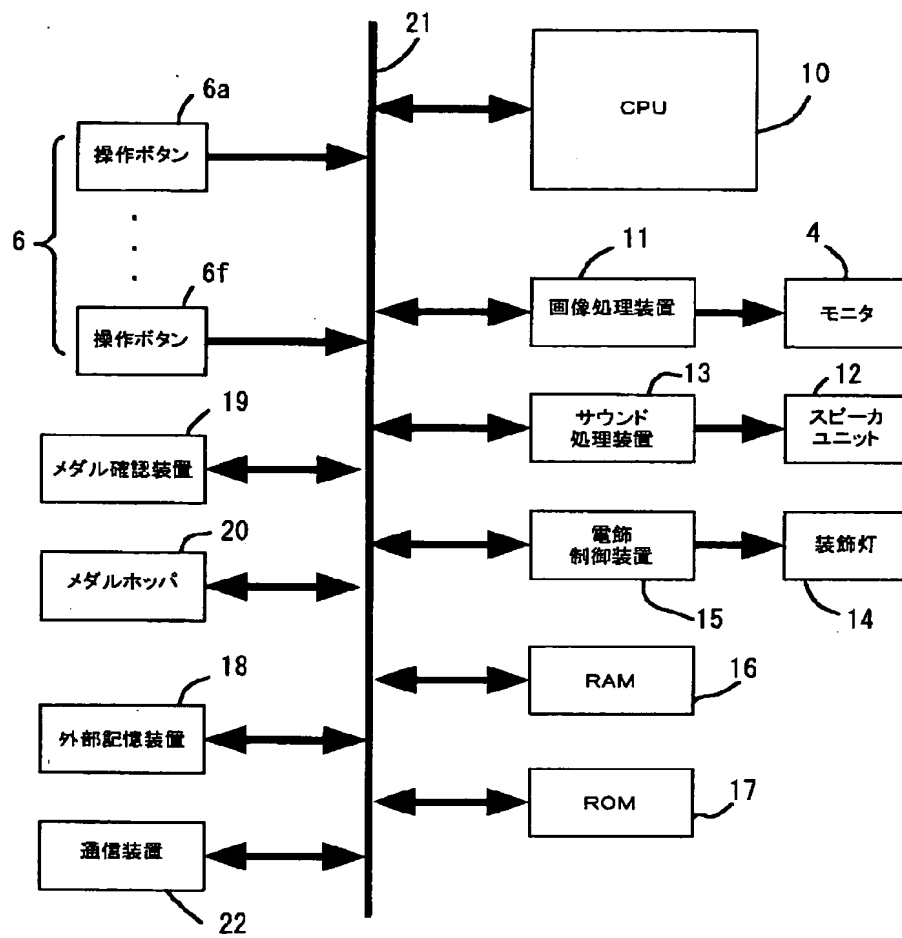 21
CPU
10
6a
操作ボタン
6
6f
操作ボタン
11
画像処理装置
4
モニタ
13
サウンド
処理装置
12
スピーカ
ユニット
19
メダル確認装置
20
メダルホッパ
電飾
制御装置
15
装飾灯
14
18
外部記憶装置
RAM
16
ROM
17
通信装置
22